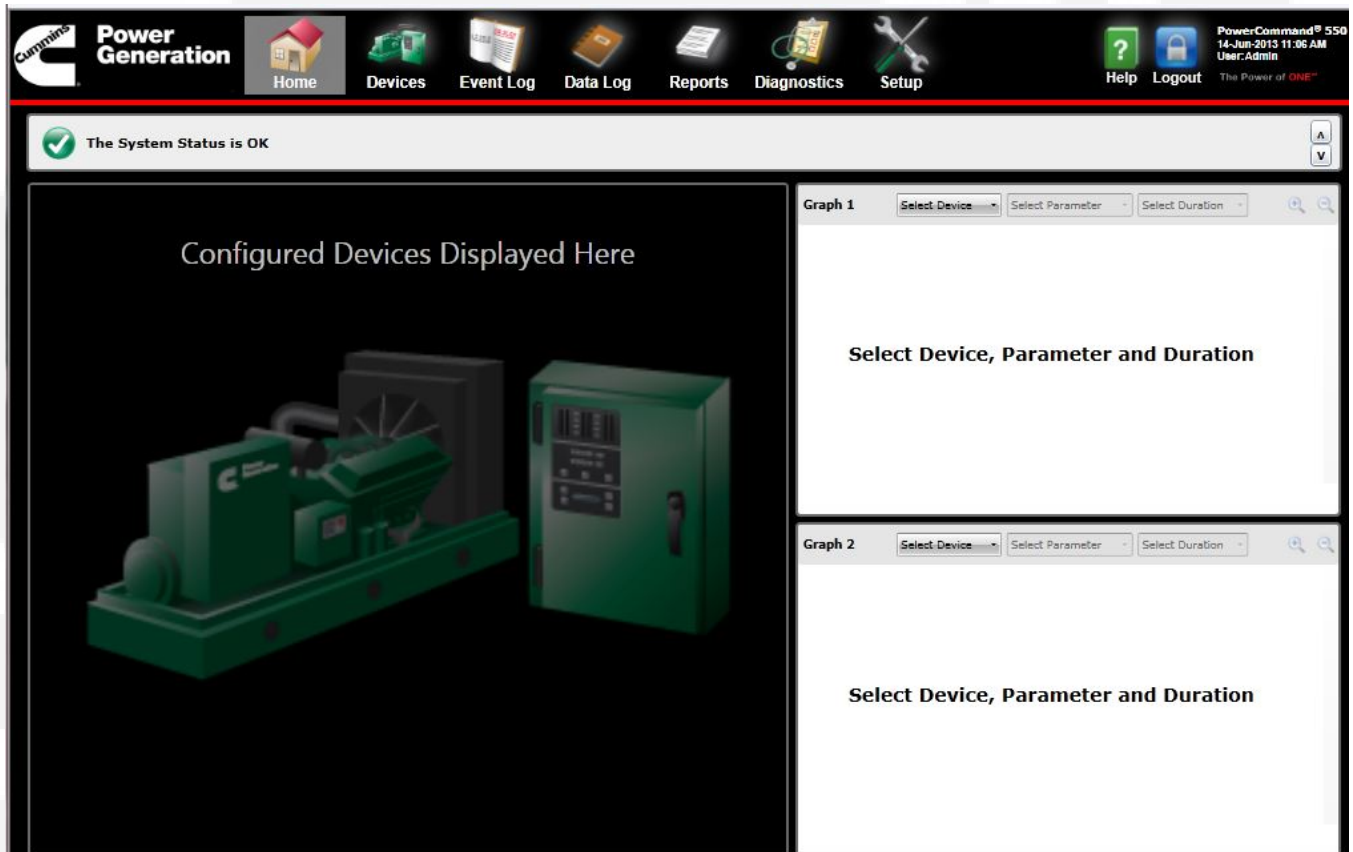 cummins
Power
Generation
Home
Devices
Event Log
Data Log
Reports
Diagnostics
Setup
Help
Logout
PowerCommand® 550
14-Jun-2013 11:06 AM
User:Admin
The Power of ONE™
The System Status is OK
Configured Devices Displayed Here
Power
Graph 1
Select Device
Select Parameter
Select Duration
Select Device, Parameter and Duration
Graph 2
Select Device
Select Parameter
Select Duration
Select Device, Parameter and Duration